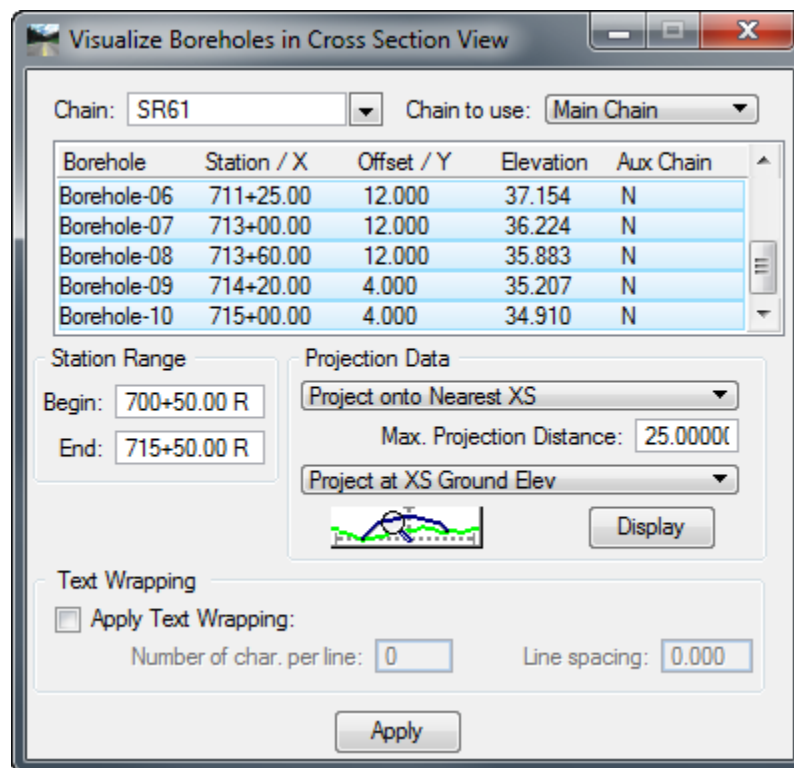 Visualize Boreholes in Cross Section View
Chain: SR61 Chain to use: Main Chain
Borehole Station / X Offset / Y Elevation Aux Chain
Borehole-06 711+25.00 12.000 37.154 N
Borehole-07 713+00.00 12.000 36.224 N
Borehole-08 713+60.00 12.000 35.883 N
Borehole-09 714+20.00 4.000 35.207 N
Borehole-10 715+00.00 4.000 34.910 N
Station Range
Begin: 700+50.00 R
End: 715+50.00 R
Projection Data
Project onto Nearest XS
Max. Projection Distance: 25.00000
Project at XS Ground Elev
Display
Text Wrapping
Apply Text Wrapping:
Number of char. per line: 0 Line spacing: 0.000
Apply